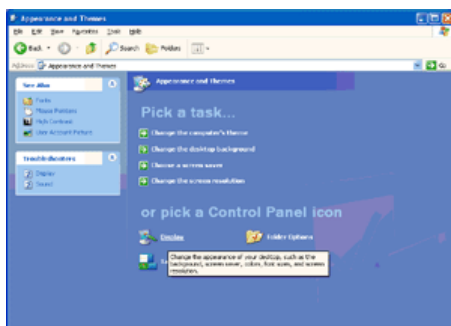 Appearance and Themes
File Edit View Favorites Tools Help
Back Search Folders
Address Appearance and Themes Go
See Also
Fonts
Mouse Pointers
High Contrast
User Account Picture
Troubleshooters
Display
Sound
Appearance and Themes
Pick a task...
Change the computer's theme
Change the desktop background
Choose a screen saver
Change the screen resolution
or pick a Control Panel icon
Display Folder Options
Change the appearance of your desktop, such as the
background, screen saver, colors, font sizes, and screen
resolution.